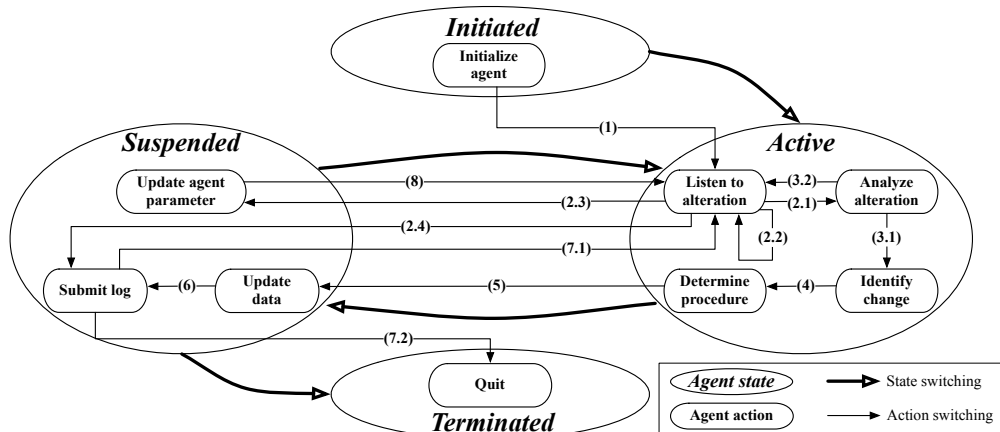 Initiated
Initialize
agent
(1)
Suspended
Active
Update agent
parameter
(8)
Listen to
alteration
(3.2)
Analyze
alteration
(2.3)
(2.1)
(2.4)
(2.2)
(3.1)
(7.1)
Submit log
(6)
Update
data
(5)
Determine
procedure
(4)
Identify
change
(7.2)
Quit
Terminated
Agent state
State switching
Agent action
Action switching